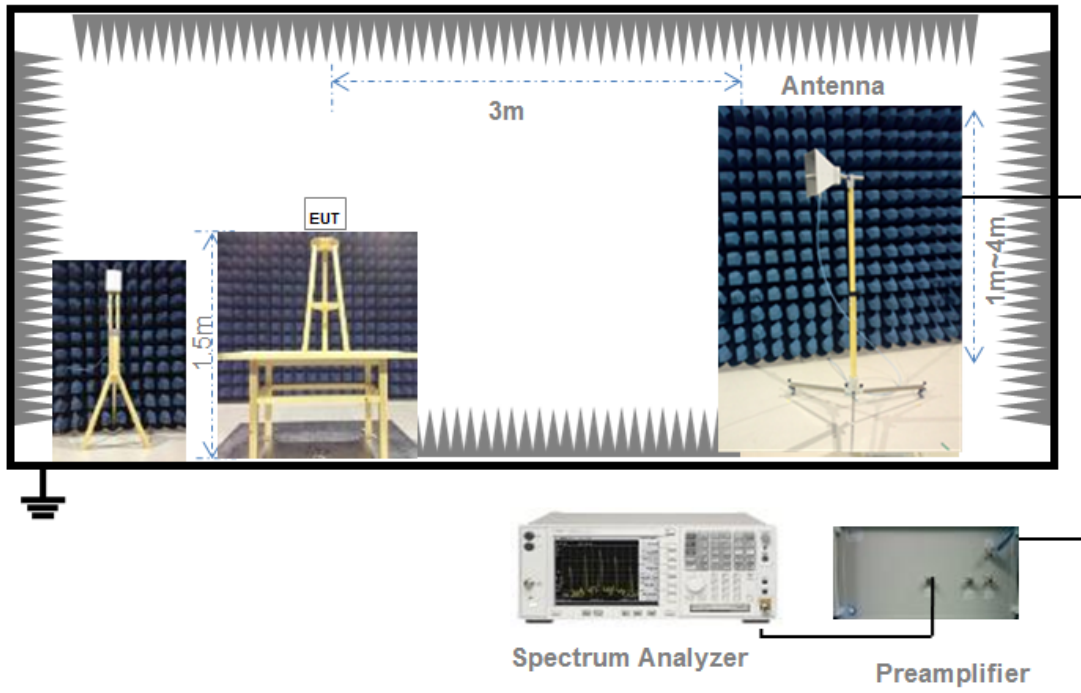 Antenna
3m
EUT
1.5m
1m~4m
Spectrum Analyzer
Preamplifier